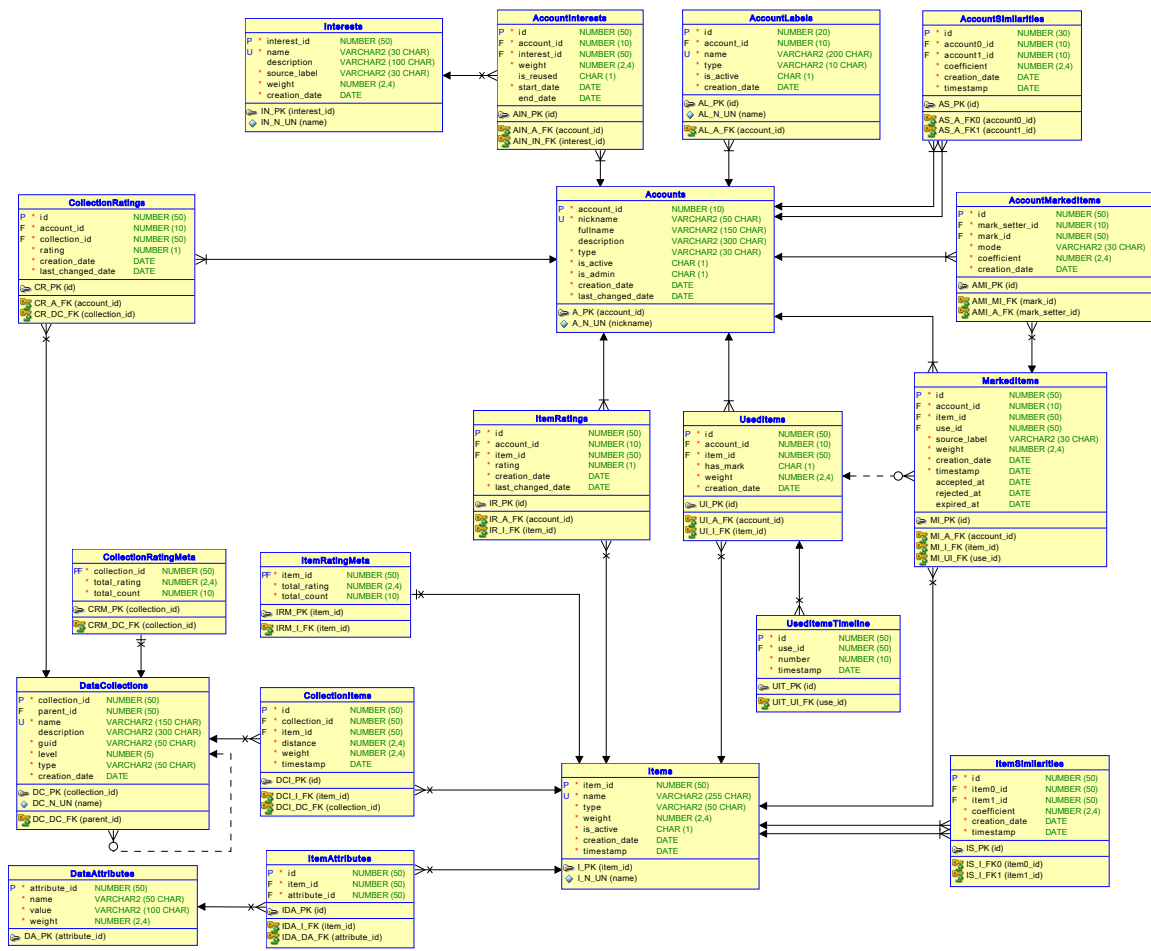 Interests
P * interest_id NUMBER (50)
U * name VARCHAR2 (30 CHAR)
description VARCHAR2 (100 CHAR)
* source_label VARCHAR2 (30 CHAR)
* weight NUMBER (2,4)
* creation_date DATE
IN_PK (interest_id)
IN_N_UN (name)
AccountInterests
P * id NUMBER (50)
F * account_id NUMBER (10)
F * interest_id NUMBER (50)
* weight NUMBER (2,4)
is_reused CHAR (1)
* start_date DATE
end_date DATE
AIN_PK (id)
AIN_A_FK (account_id)
AIN_IN_FK (interest_id)
AccountLabels
P * id NUMBER (20)
F * account_id NUMBER (10)
U * name VARCHAR2 (200 CHAR)
* type VARCHAR2 (10 CHAR)
* is_active CHAR (1)
* creation_date DATE
AL_PK (id)
AL_N_UN (name)
AL_A_FK (account_id)
AccountSimilarities
P * id NUMBER (30)
F * account0_id NUMBER (10)
F * account1_id NUMBER (10)
* coefficient NUMBER (2,4)
* creation_date DATE
* timestamp DATE
AS_PK (id)
AS_A_FK0 (account0_id)
AS_A_FK1 (account1_id)
CollectionRatings
P * id NUMBER (50)
F * account_id NUMBER (10)
F * collection_id NUMBER (50)
* rating NUMBER (1)
* creation_date DATE
* last_changed_date DATE
CR_PK (id)
CR_A_FK (account_id)
CR_DC_FK (collection_id)
Accounts
P * account_id NUMBER (10)
U * nickname VARCHAR2 (50 CHAR)
fullname VARCHAR2 (150 CHAR)
description VARCHAR2 (300 CHAR)
* type VARCHAR2 (30 CHAR)
* is_active CHAR (1)
* is_admin CHAR (1)
* creation_date DATE
* last_changed_date DATE
A_PK (account_id)
A_N_UN (nickname)
AccountMarkedItems
P * id NUMBER (50)
F * mark_setter_id NUMBER (10)
F * mark_id NUMBER (50)
* mode VARCHAR2 (30 CHAR)
* coefficient NUMBER (2,4)
* creation_date DATE
AMI_PK (id)
AMI_MI_FK (mark_id)
AMI_A_FK (mark_setter_id)
ItemRatings
P * id NUMBER (50)
F * account_id NUMBER (10)
F * item_id NUMBER (50)
* rating NUMBER (1)
* creation_date DATE
* last_changed_date DATE
IR_PK (id)
IR_A_FK (account_id)
IR_I_FK (item_id)
UsedItems
P * id NUMBER (50)
F * account_id NUMBER (10)
F * item_id NUMBER (50)
* has_mark CHAR (1)
* weight NUMBER (2,4)
* creation_date DATE
UI_PK (id)
UI_A_FK (account_id)
UI_I_FK (item_id)
MarkedItems
P * id NUMBER (50)
F * account_id NUMBER (10)
F * item_id NUMBER (50)
F use_id NUMBER (50)
* source_label VARCHAR2 (30 CHAR)
* weight NUMBER (2,4)
* creation_date DATE
* timestamp DATE
accepted_at DATE
rejected_at DATE
expired_at DATE
MI_PK (id)
MI_A_FK (account_id)
MI_I_FK (item_id)
MI_UI_FK (use_id)
CollectionRatingMeta
PF * collection_id NUMBER (50)
* total_rating NUMBER (2,4)
* total_count NUMBER (10)
CRM_PK (collection_id)
CRM_DC_FK (collection_id)
ItemRatingMeta
PF * item_id NUMBER (50)
* total_rating NUMBER (2,4)
* total_count NUMBER (10)
IRM_PK (item_id)
IRM_I_FK (item_id)
UsedItemsTimeline
P * id NUMBER (50)
F * use_id NUMBER (50)
* number NUMBER (10)
* timestamp DATE
UIT_PK (id)
UIT_UI_FK (use_id)
DataCollections
P * collection_id NUMBER (50)
F parent_id NUMBER (50)
U * name VARCHAR2 (150 CHAR)
description VARCHAR2 (300 CHAR)
* guid VARCHAR2 (50 CHAR)
* level NUMBER (5)
* type VARCHAR2 (50 CHAR)
* creation_date DATE
DC_PK (collection_id)
DC_N_UN (name)
DC_DC_FK (parent_id)
CollectionItems
P * id NUMBER (50)
F * collection_id NUMBER (50)
F * item_id NUMBER (50)
* distance NUMBER (2,4)
* weight NUMBER (2,4)
* timestamp DATE
DCI_PK (id)
DCI_I_FK (item_id)
DCI_DC_FK (collection_id)
Items
P * item_id NUMBER (50)
U * name VARCHAR2 (255 CHAR)
* type VARCHAR2 (50 CHAR)
* weight NUMBER (2,4)
* is_active CHAR (1)
* creation_date DATE
* timestamp DATE
I_PK (item_id)
I_N_UN (name)
ItemSimilarities
P * id NUMBER (50)
F * item0_id NUMBER (50)
F * item1_id NUMBER (50)
* coefficient NUMBER (2,4)
* creation_date DATE
* timestamp DATE
IS_PK (id)
IS_I_FK0 (item0_id)
IS_I_FK1 (item1_id)
DataAttributes
P * attribute_id NUMBER (50)
* name VARCHAR2 (50 CHAR)
* value VARCHAR2 (100 CHAR)
* weight NUMBER (2,4)
DA_PK (attribute_id)
ItemAttributes
P * id NUMBER (50)
F * item_id NUMBER (50)
F * attribute_id NUMBER (50)
IDA_PK (id)
IDA_I_FK (item_id)
IDA_DA_FK (attribute_id)